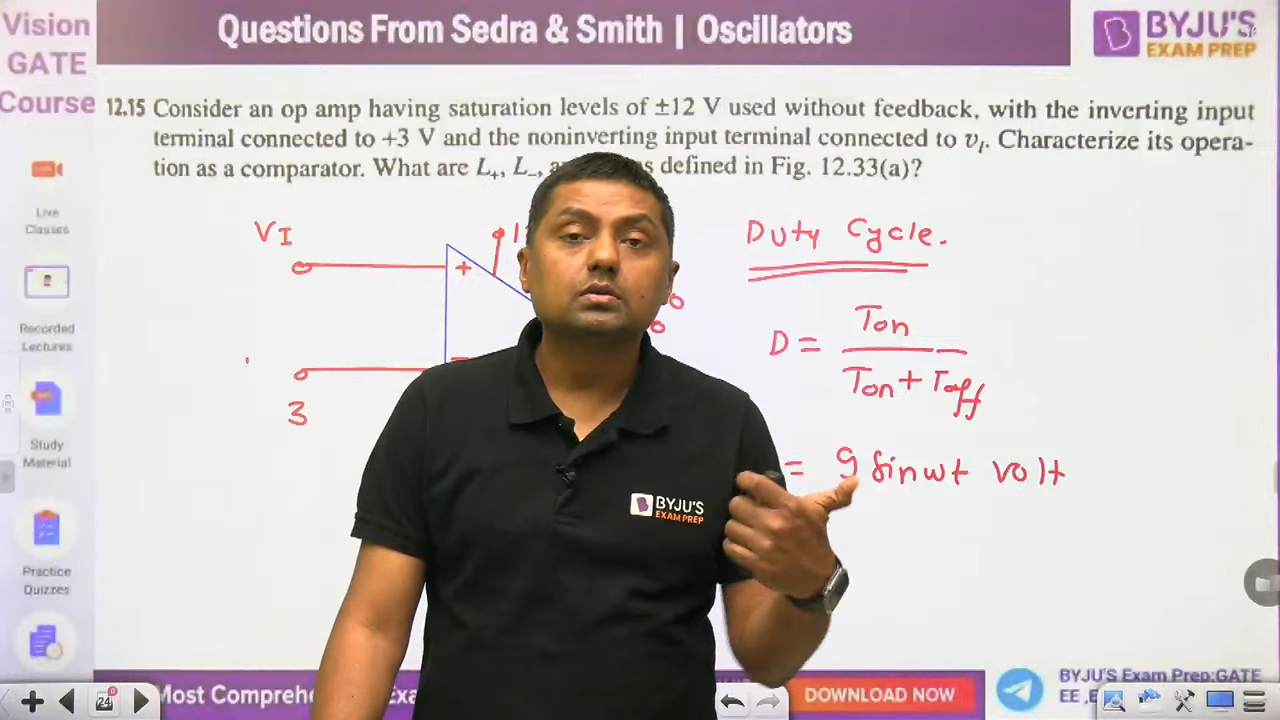 Vision
GATE
Course
Questions From Sedra & Smith | Oscillators
BYJU'S
EXAM PREP
12.15 Consider an op amp having saturation levels of ±12 V used without feedback, with the inverting input
terminal connected to +3 V and the noninverting input terminal connected to v_I. Characterize its opera-
tion as a comparator. What are L₊, L₋, as defined in Fig. 12.33(a)?
Live
Classes
Recorded
Lectures
Study
Material
Practice
Quizzes
VI
+
3
Duty Cycle.
D = Ton
Ton + Toff
= 9 sinwt volt
BYJU'S
EXAM PREP
24
Most
DOWNLOAD NOW
BYJU'S Exam Prep:GATE